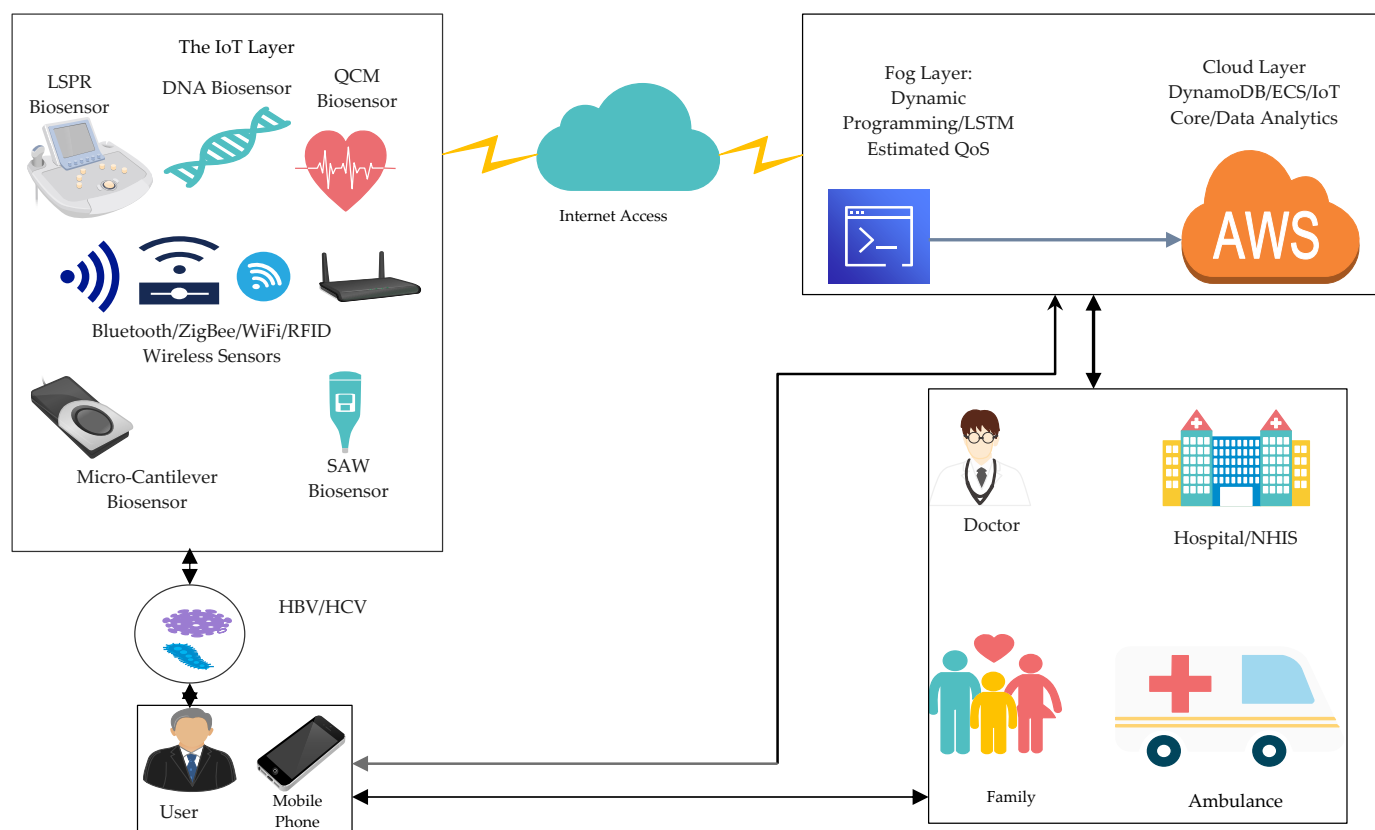 The IoT Layer
LSPR
Biosensor
DNA Biosensor
QCM
Biosensor
Bluetooth/ZigBee/WiFi/RFID
Wireless Sensors
Micro-Cantilever
Biosensor
SAW
Biosensor
Internet Access
Fog Layer:
Dynamic
Programming/LSTM
Estimated QoS
Cloud Layer
DynamoDB/ECS/IoT
Core/Data Analytics
AWS
HBV/HCV
User
Mobile
Phone
Doctor
Hospital/NHIS
Family
Ambulance